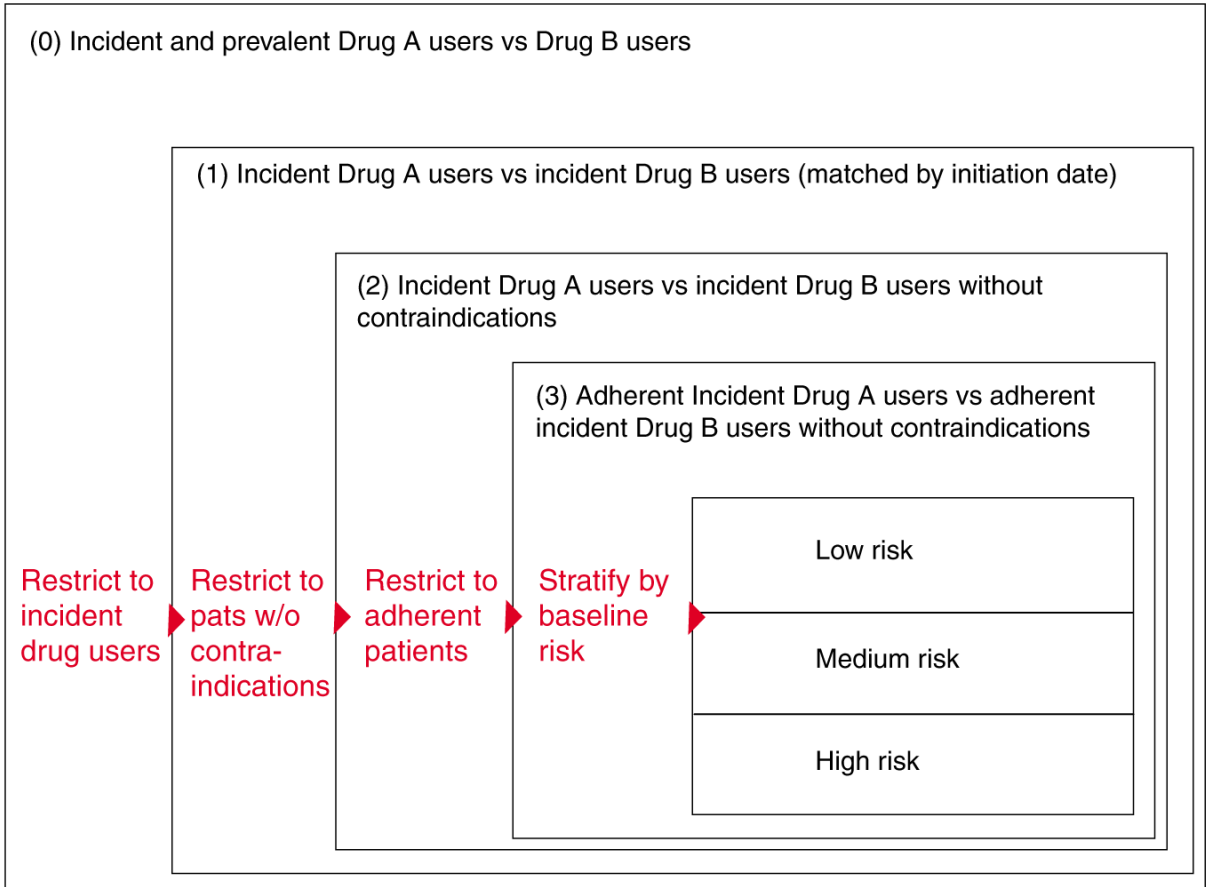 (0) Incident and prevalent Drug A users vs Drug B users
(1) Incident Drug A users vs incident Drug B users (matched by initiation date)
(2) Incident Drug A users vs incident Drug B users without
contraindications
(3) Adherent Incident Drug A users vs adherent
incident Drug B users without contraindications
Restrict to
incident
drug users
Restrict to
pats w/o
contra-
indications
Restrict to
adherent
patients
Stratify by
baseline
risk
Low risk
Medium risk
High risk